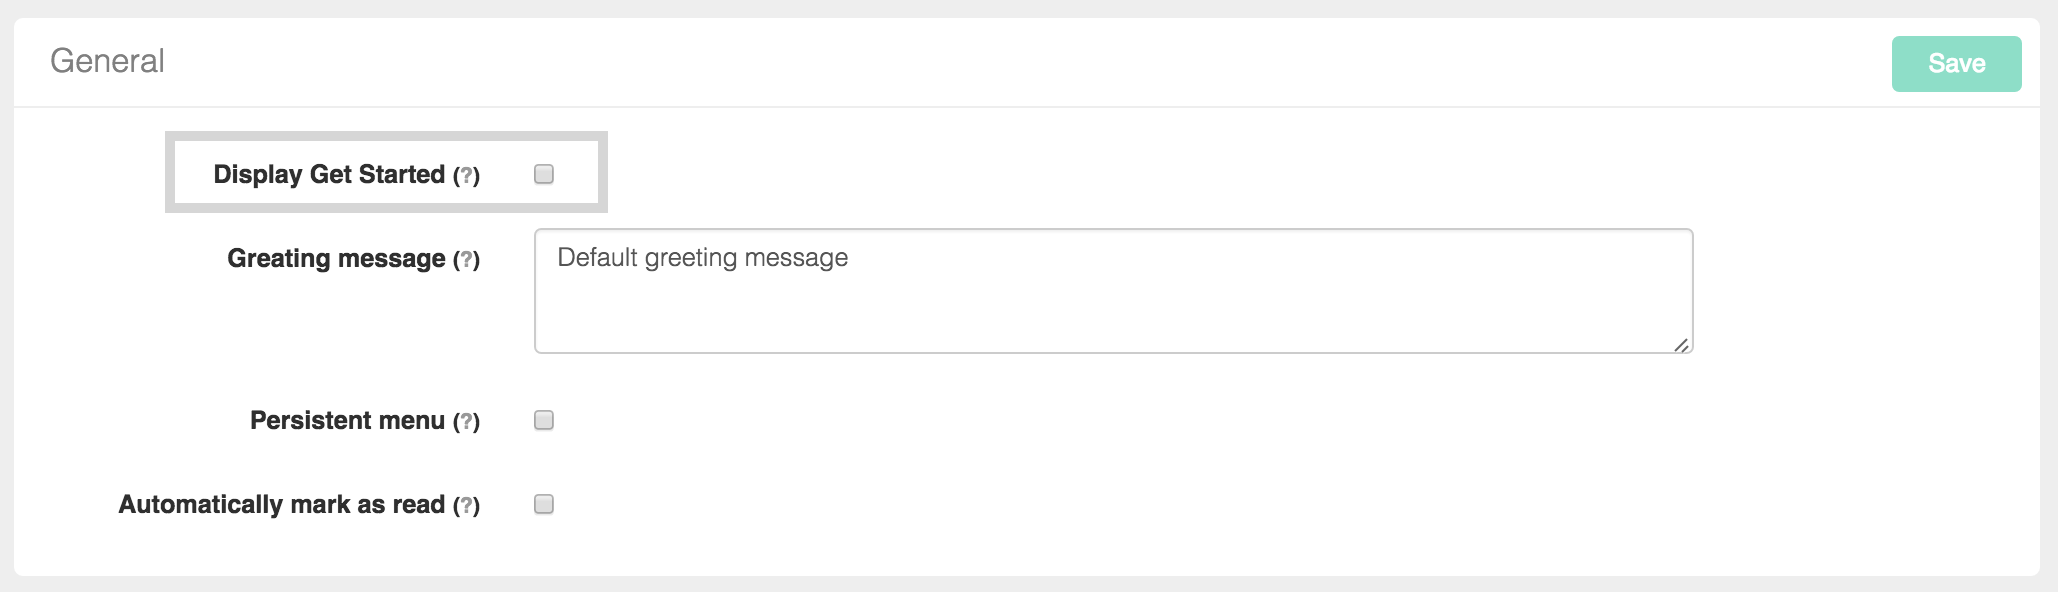 General
Save
Display Get Started (?)
Greating message (?)
Default greeting message
Persistent menu (?)
Automatically mark as read (?)